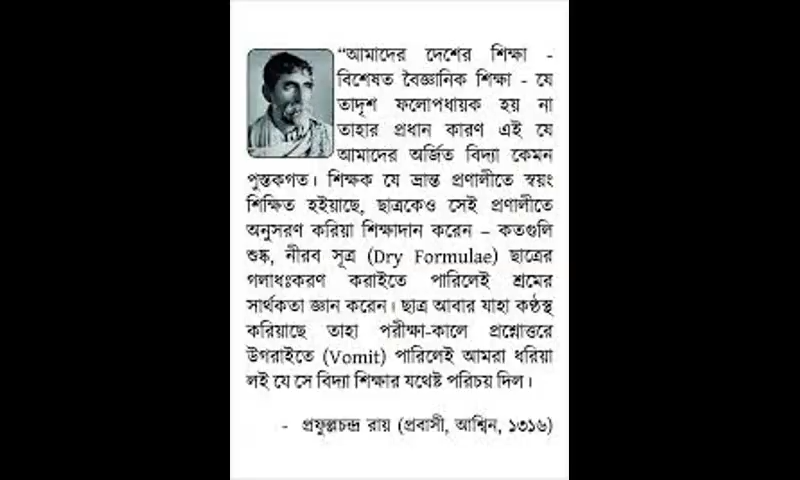 “আমাদের দেশের শিক্ষা -
বিশেষত বৈজ্ঞানিক শিক্ষা - যে
তাদৃশ ফলোপধায়ক হয় না
তাহার প্রধান কারণ এই যে
আমাদের অর্জিত বিদ্যা কেমন
পুস্তকগত। শিক্ষক যে ভ্রান্ত প্রণালীতে স্বয়ং
শিক্ষিত হইয়াছে, ছাত্রকেও সেই প্রণালীতে
অনুসরণ করিয়া শিক্ষাদান করেন – কতগুলি
শুষ্ক, নীরব সূত্র (Dry Formulae) ছাত্রের
গলাধঃকরণ করাইতে পারিলেই শ্রমের
সার্থকতা জ্ঞান করেন। ছাত্র আবার যাহা কণ্ঠস্থ
করিয়াছে তাহা পরীক্ষা-কালে প্রশ্নোত্তরে
উগরাইতে (Vomit) পারিলেই আমরা ধরিয়া
লই যে সে বিদ্যা শিক্ষার যথেষ্ট পরিচয় দিল।
- প্রফুল্লচন্দ্র রায় (প্রবাসী, আশ্বিন, ১৩১৬)